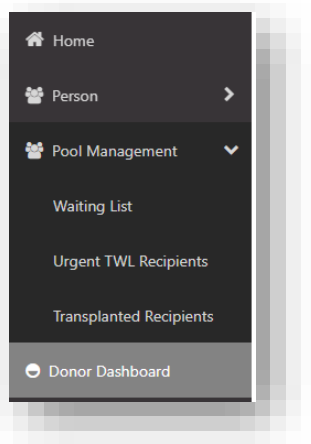 Home
Person
Pool Management
Waiting List
Urgent TWL Recipients
Transplanted Recipients
Donor Dashboard